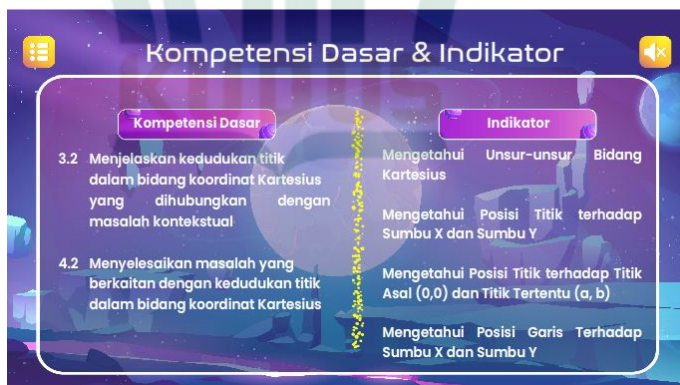 Kompetensi Dasar & Indikator
Kompetensi Dasar
3.2 Menjelaskan kedudukan titik
dalam bidang koordinat Kartesius
yang dihubungkan dengan
masalah kontekstual
4.2 Menyelesaikan masalah yang
berkaitan dengan kedudukan titik
dalam bidang koordinat Kartesius
Indikator
Mengetahui Unsur-unsur Bidang
Kartesius
Mengetahui Posisi Titik terhadap
Sumbu X dan Sumbu Y
Mengetahui Posisi Titik terhadap Titik
Asal (0,0) dan Titik Tertentu (a, b)
Mengetahui Posisi Garis Terhadap
Sumbu X dan Sumbu Y